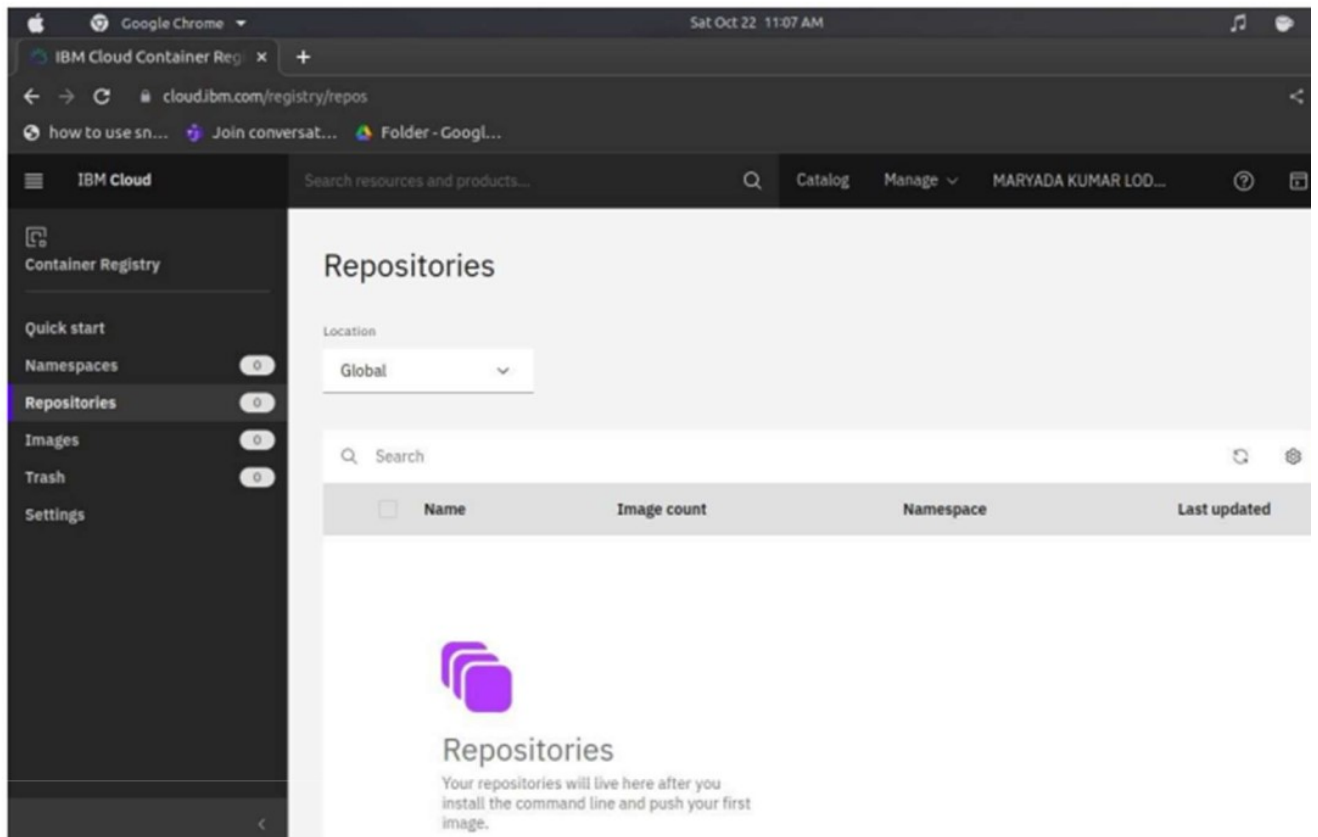 Google Chrome
Sat Oct 22 11:07 AM
IBM Cloud Container Reg
cloud.ibm.com/registry/repos
how to use sn... Join conversat... Folder - Googl...
IBM Cloud
Search resources and products...
Catalog
Manage
MARYADA KUMAR LOD...
Container Registry
Quick start
Namespaces 0
Repositories 0
Images 0
Trash 0
Settings
Repositories
Location
Global
Search
Name Image count Namespace Last updated
Repositories
Your repositories will live here after you
install the command line and push your first
image.